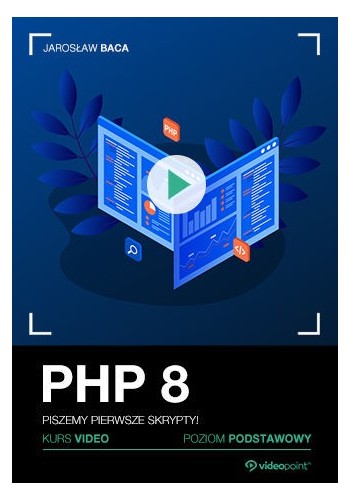 JAROSŁAW BACA
PHP
</>
PHP 8
PISZEMY PIERWSZE SKRYPTY!
KURS VIDEO POZIOM PODSTAWOWY
videopoint